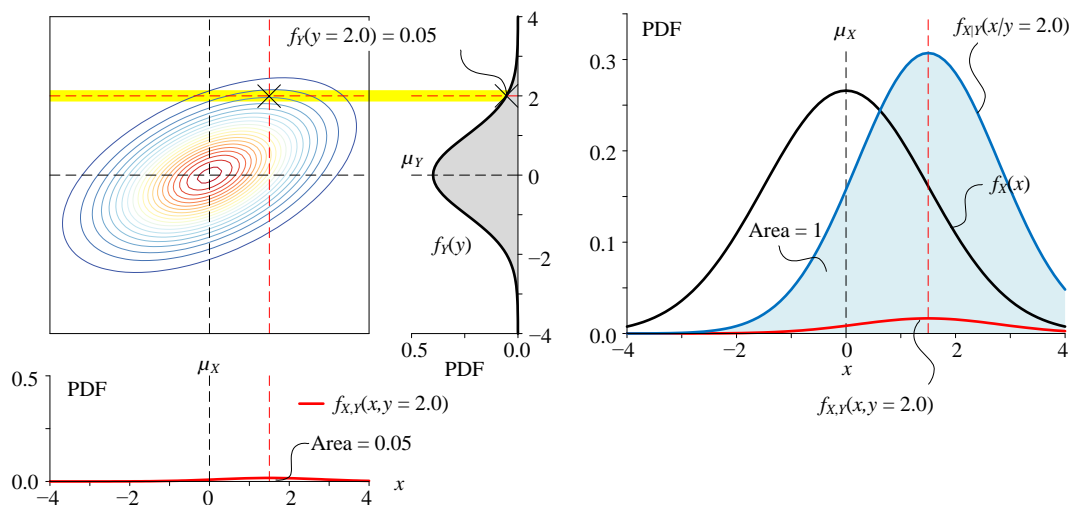 4
f_Y(y = 2.0) = 0.05
2
μ_Y
0
f_Y(y)
−2
−4
0.5
0.0
PDF
μ_X
0.5
PDF
f_{X,Y}(x,y = 2.0)
Area = 0.05
0.0
−4
−2
0
2
4
x
PDF
μ_X
f_{X|Y}(x/y = 2.0)
0.3
0.2
f_X(x)
Area = 1
0.1
0.0
−4
−2
0
2
4
x
f_{X,Y}(x,y = 2.0)